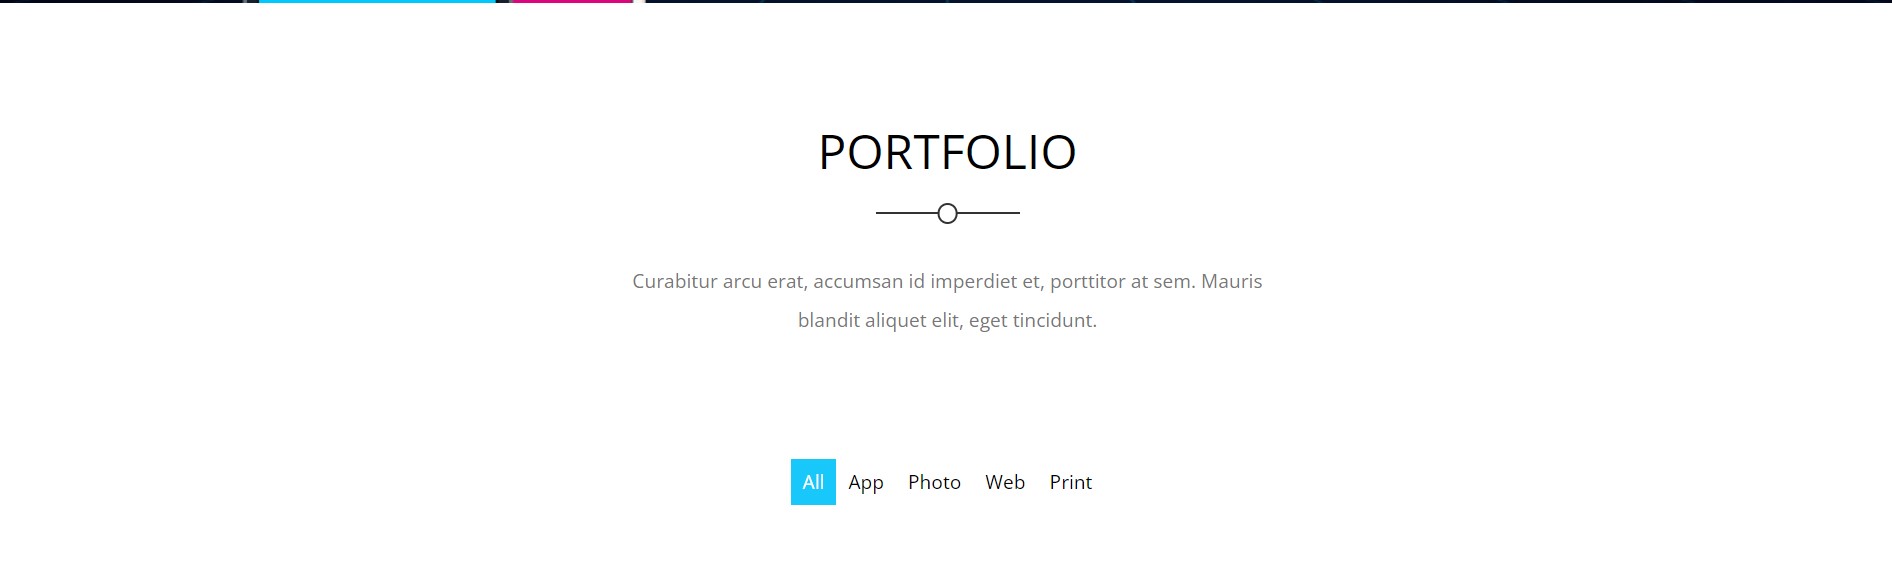 PORTFOLIO
Curabitur arcu erat, accumsan id imperdiet et, porttitor at sem. Mauris
blandit aliquet elit, eget tincidunt.
All App Photo Web Print